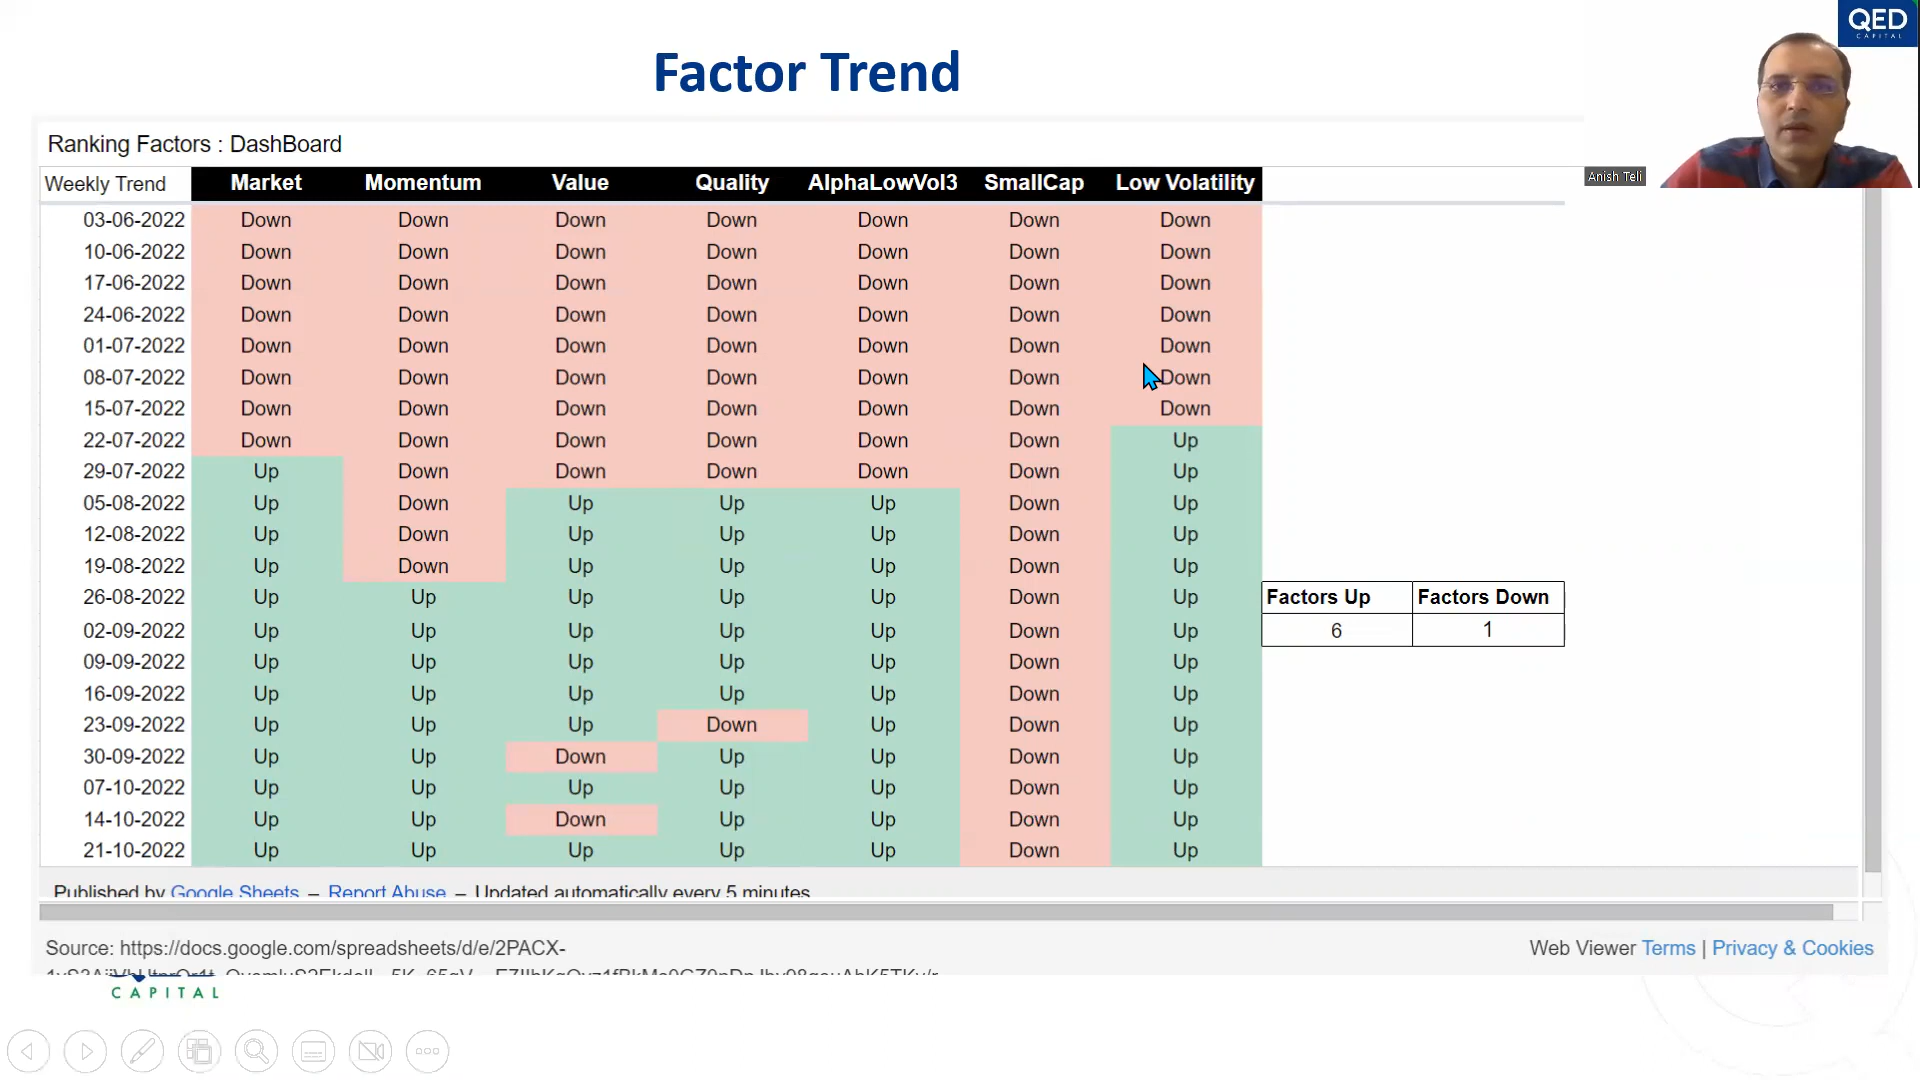 QED
CAPITAL
Factor Trend
Anish Teli
Ranking Factors : DashBoard
Weekly Trend Market Momentum Value Quality AlphaLowVol3 SmallCap Low Volatility
03-06-2022 Down Down Down Down Down Down Down
10-06-2022 Down Down Down Down Down Down Down
17-06-2022 Down Down Down Down Down Down Down
24-06-2022 Down Down Down Down Down Down Down
01-07-2022 Down Down Down Down Down Down Down
08-07-2022 Down Down Down Down Down Down Down
15-07-2022 Down Down Down Down Down Down Down
22-07-2022 Down Down Down Down Down Down Up
29-07-2022 Up Down Down Down Down Down Up
05-08-2022 Up Down Up Up Up Down Up
12-08-2022 Up Down Up Up Up Down Up
19-08-2022 Up Down Up Up Up Down Up
26-08-2022 Up Up Up Up Up Down Up Factors Up Factors Down
02-09-2022 Up Up Up Up Up Down Up 6 1
09-09-2022 Up Up Up Up Up Down Up
16-09-2022 Up Up Up Up Up Down Up
23-09-2022 Up Up Up Down Up Down Up
30-09-2022 Up Up Down Up Up Down Up
07-10-2022 Up Up Up Up Up Down Up
14-10-2022 Up Up Down Up Up Down Up
21-10-2022 Up Up Up Up Up Down Up
Published by Google Sheets – Report Abuse – Updated automatically every 5 minutes
Source: https://docs.google.com/spreadsheets/d/e/2PACX-
Web Viewer Terms | Privacy & Cookies
CAPITAL